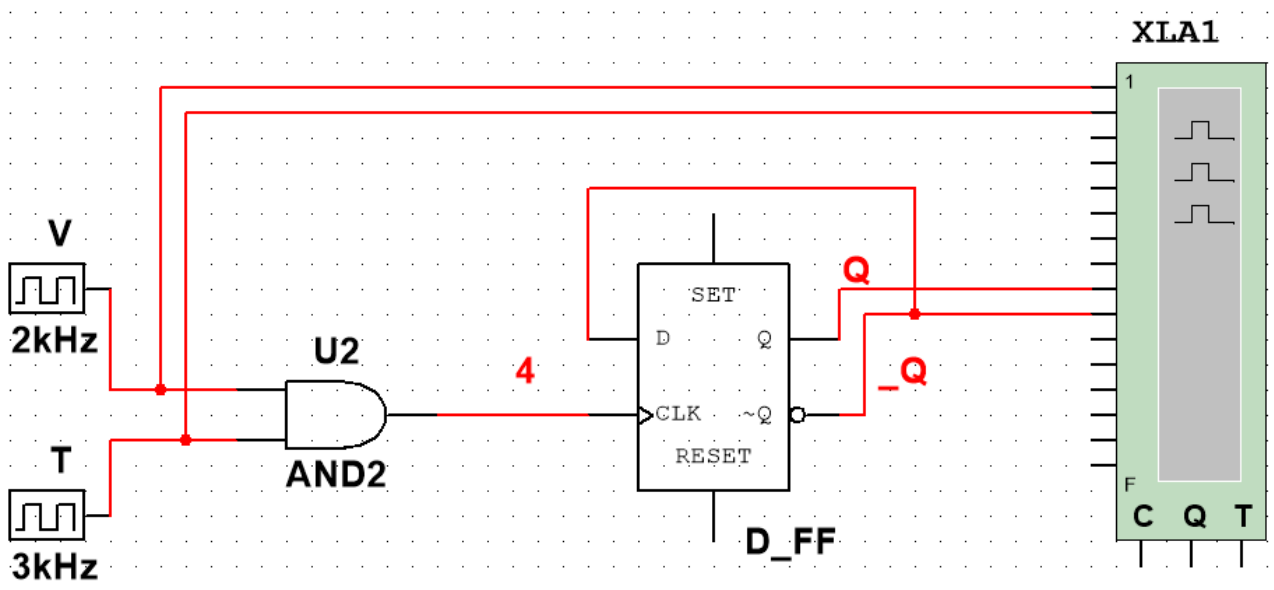 XLA1
1
V
2kHz
U2
AND2
4
T
3kHz
SET
D
Q
CLK
~Q
RESET
D_FF
Q
_Q
F
C Q T